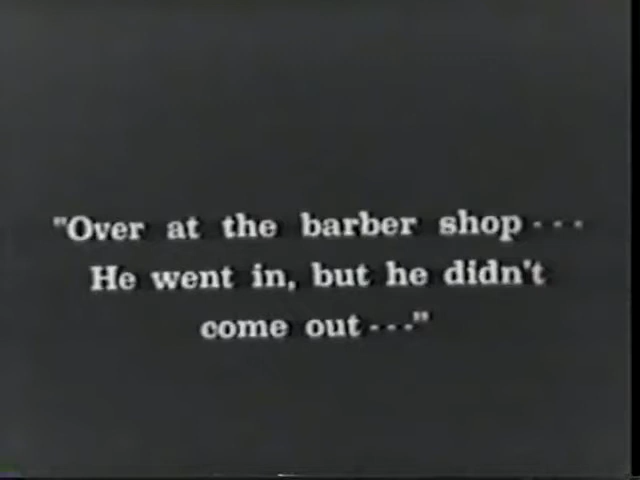 "Over at the barber shop - - -
He went in, but he didn't
come out - - -"